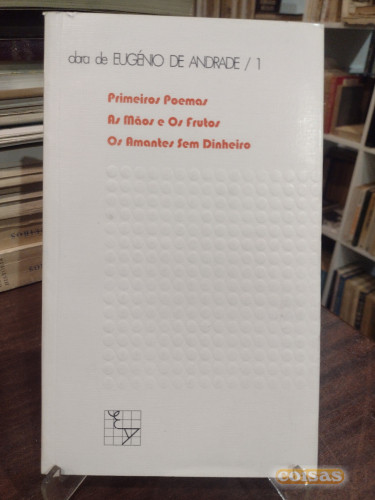 obra de EUGÉNIO DE ANDRADE / 1
Primeiros Poemas
As Mãos e Os Frutos
Os Amantes Sem Dinheiro
coisas